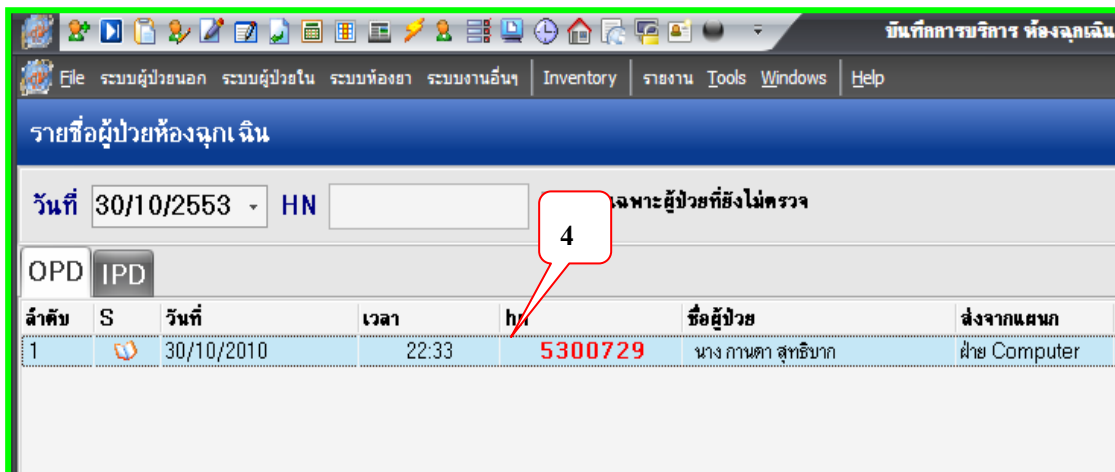 บันทึกการบริการ ห้องฉุกเฉิน
File ระบบผู้ป่วยนอก ระบบผู้ป่วยใน ระบบห้องยา ระบบงานอื่นๆ Inventory รายงาน Tools Windows Help
รายชื่อผู้ป่วยห้องฉุกเฉิน
วันที่ 30/10/2553 HN เฉพาะผู้ป่วยที่ยังไม่ตรวจ
4
OPD IPD
ลำดับ S วันที่ เวลา hn ชื่อผู้ป่วย ส่งจากแผนก
1 30/10/2010 22:33 5300729 นาง กานดา สุทธิบาก ฝ่าย Computer